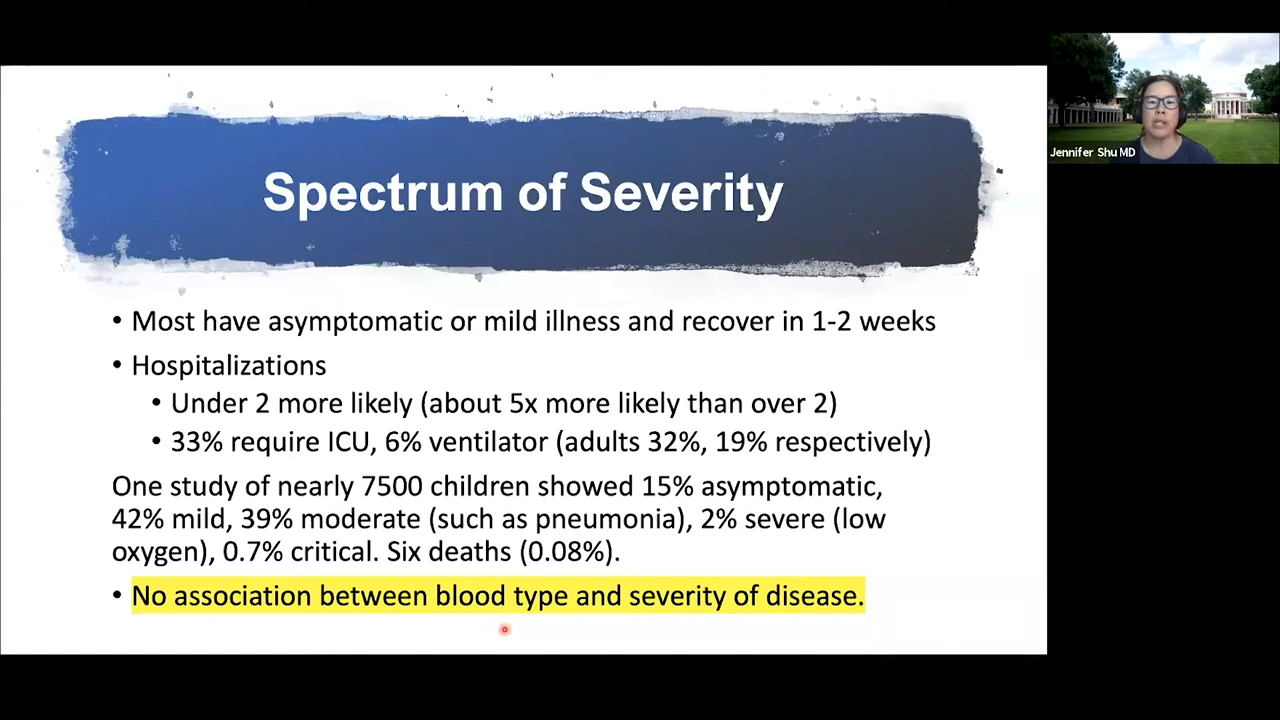 Spectrum of Severity
Jennifer Shu MD
• Most have asymptomatic or mild illness and recover in 1-2 weeks
• Hospitalizations
• Under 2 more likely (about 5x more likely than over 2)
• 33% require ICU, 6% ventilator (adults 32%, 19% respectively)
One study of nearly 7500 children showed 15% asymptomatic,
42% mild, 39% moderate (such as pneumonia), 2% severe (low
oxygen), 0.7% critical. Six deaths (0.08%).
• No association between blood type and severity of disease.